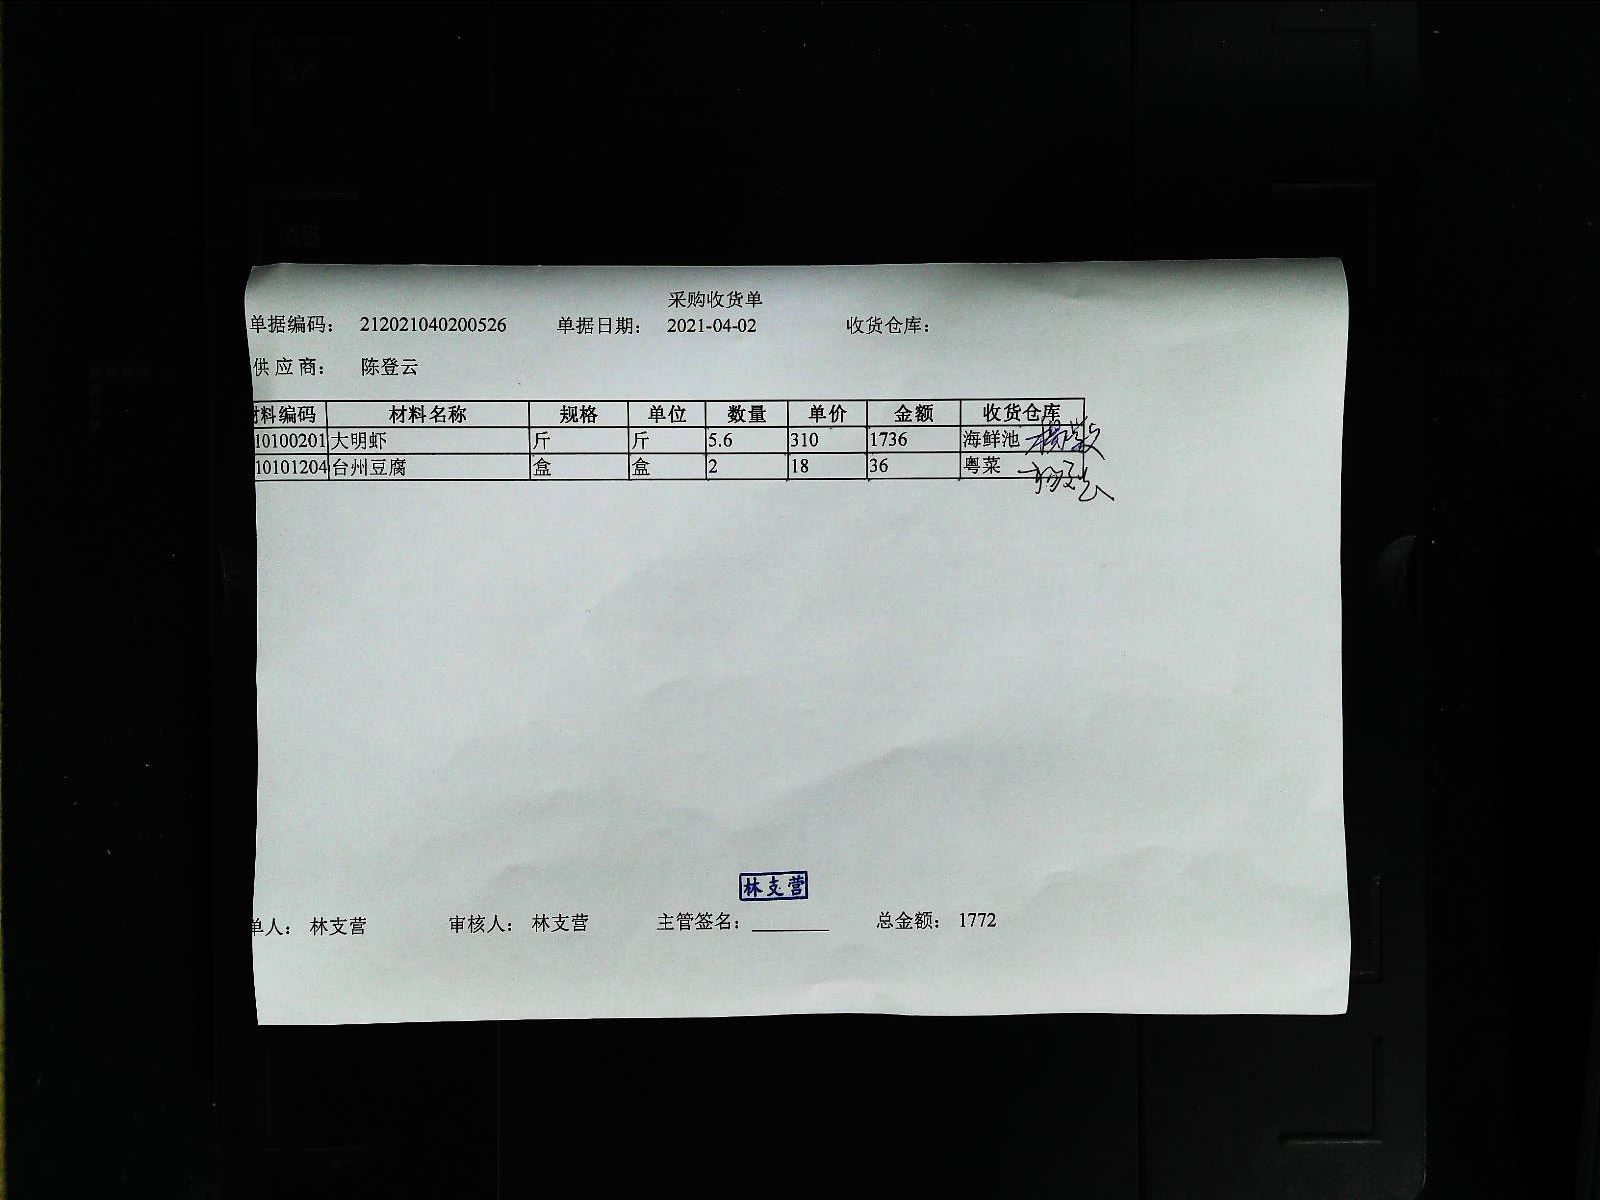 采购收货单
单据编码： 212021040200526 单据日期： 2021-04-02 收货仓库：
供应商： 陈登云
材料编码 材料名称 规格 单位 数量 单价 金额 收货仓库
10100201 大明虾 斤 斤 5.6 310 1736 海鲜池
10101204 台州豆腐 盒 盒 2 18 36 粤菜
林支营
单人： 林支营 审核人： 林支营 主管签名： 总金额： 1772